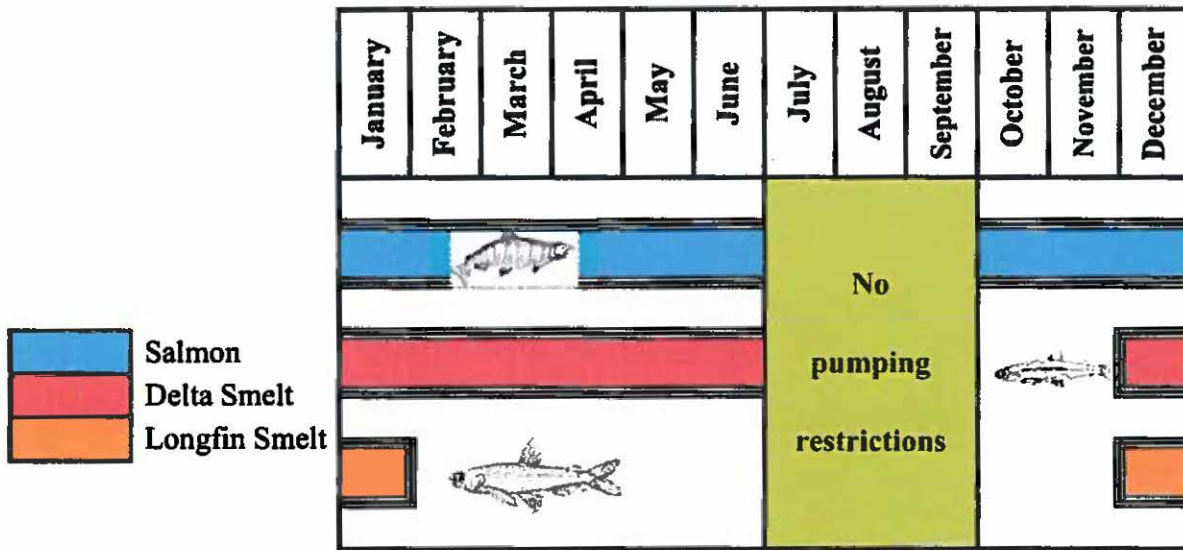 January
February
March
April
May
June
July
August
September
October
November
December
Salmon
Delta Smelt
Longfin Smelt
No
pumping
restrictions